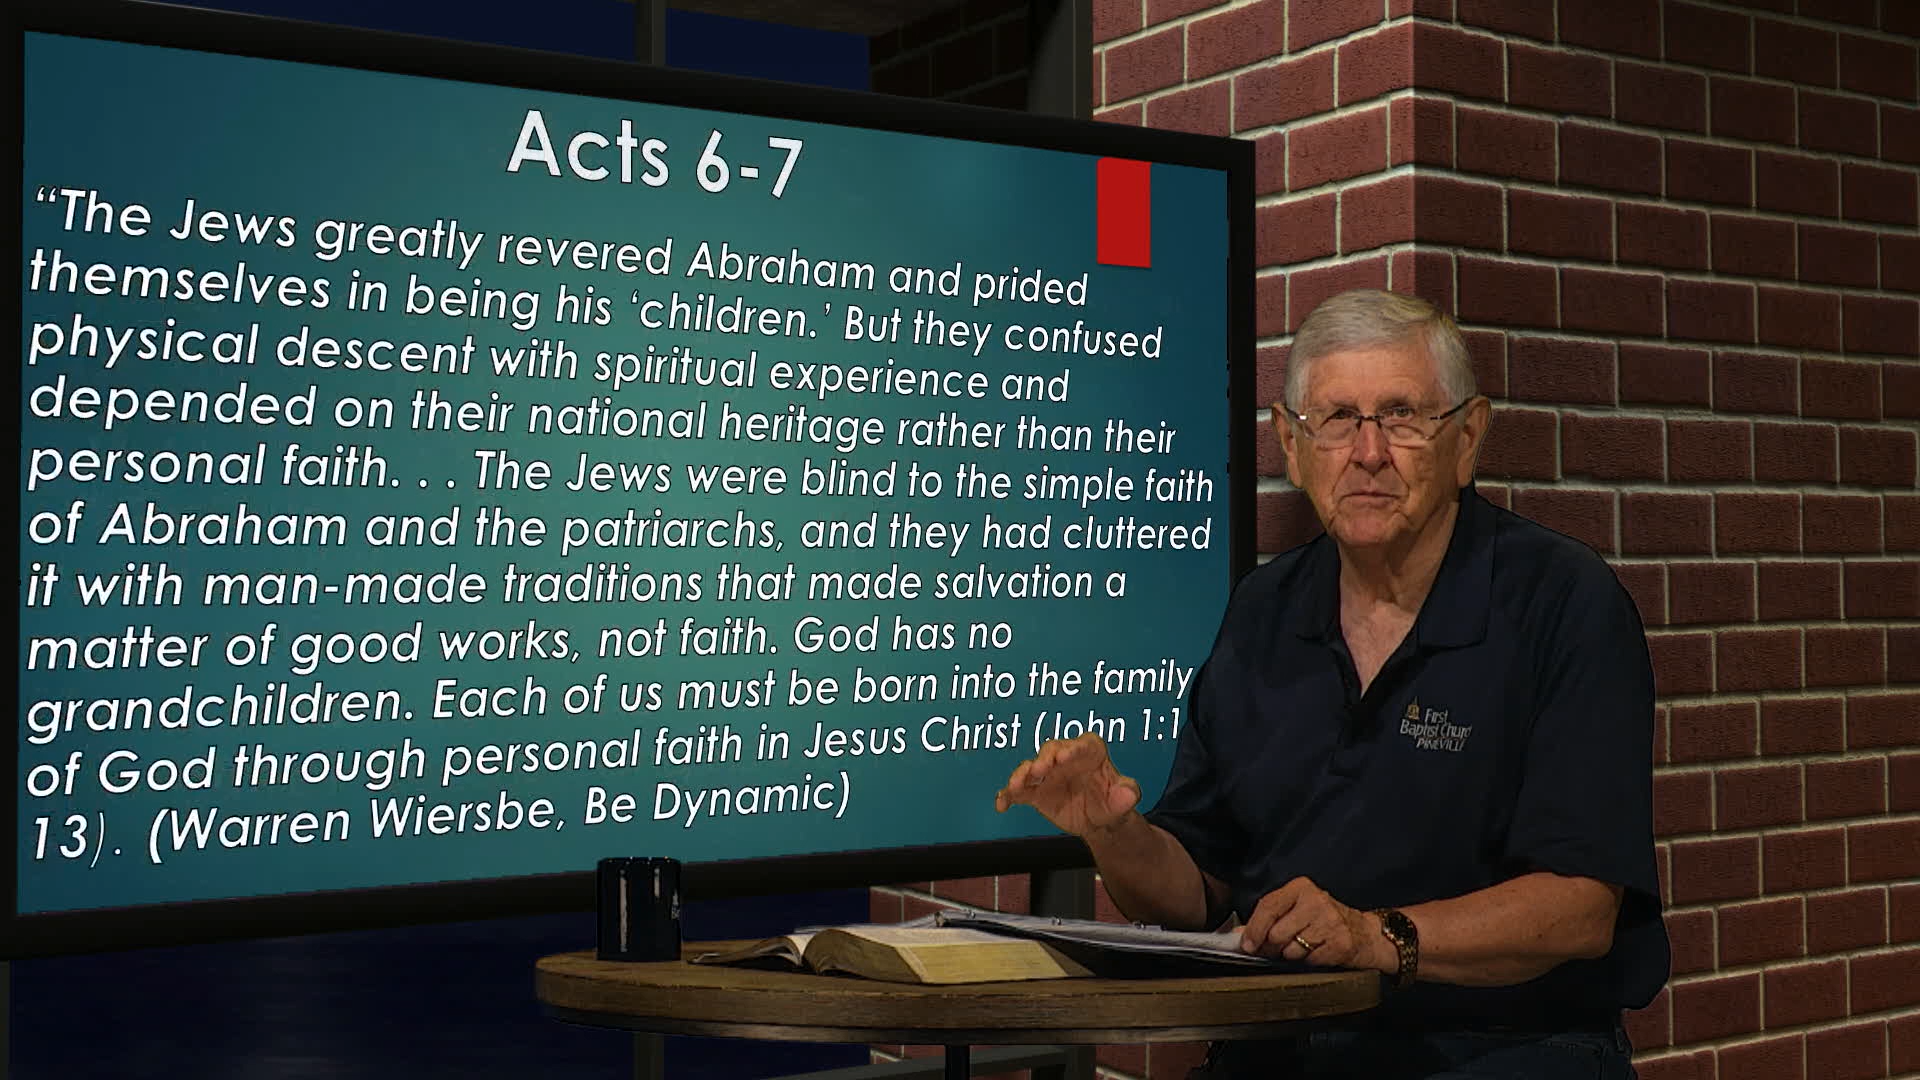 Acts 6-7
“The Jews greatly revered Abraham and prided
themselves in being his ‘children.’ But they confused
physical descent with spiritual experience and
depended on their national heritage rather than their
personal faith. . . The Jews were blind to the simple faith
of Abraham and the patriarchs, and they had cluttered
it with man-made traditions that made salvation a
matter of good works, not faith. God has no
grandchildren. Each of us must be born into the family
of God through personal faith in Jesus Christ (John 1:1
13). (Warren Wiersbe, Be Dynamic)
First
Baptist Church
PINEVILLE